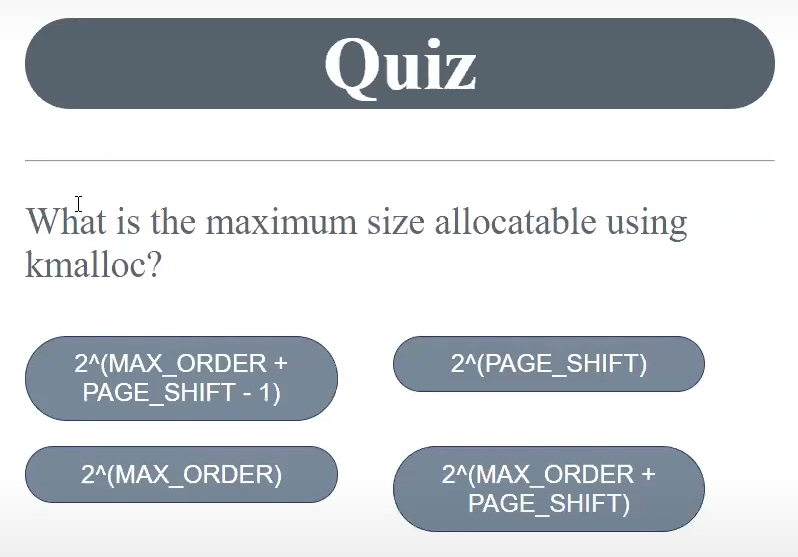 Quiz
What is the maximum size allocatable using
kmalloc?
2^(MAX_ORDER +
PAGE_SHIFT - 1)
2^(PAGE_SHIFT)
2^(MAX_ORDER)
2^(MAX_ORDER +
PAGE_SHIFT)